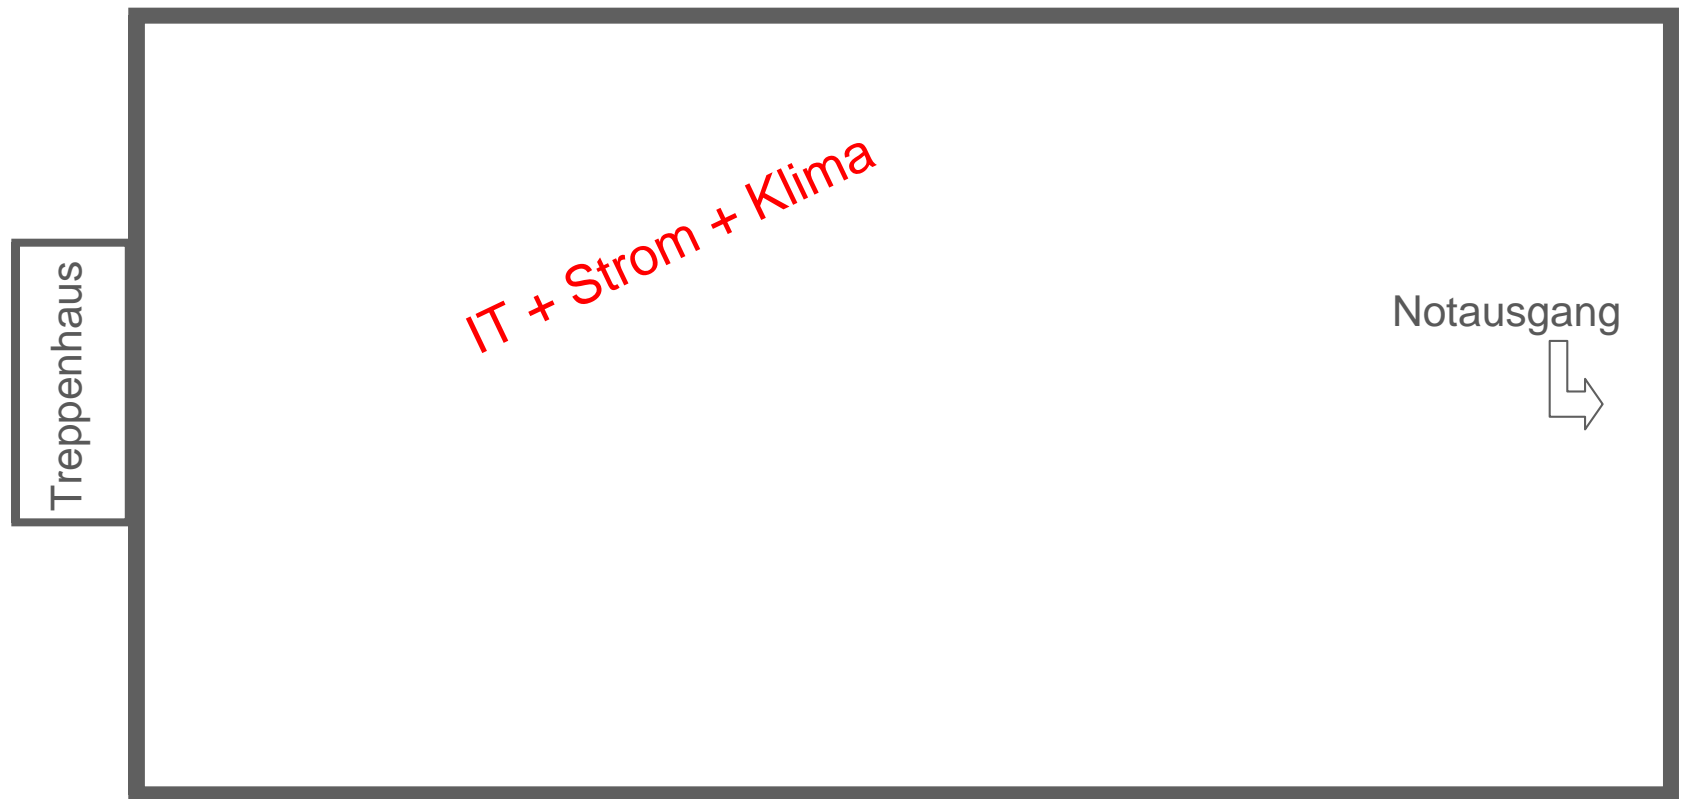 IT + Strom + Klima
Treppenhaus
Notausgang